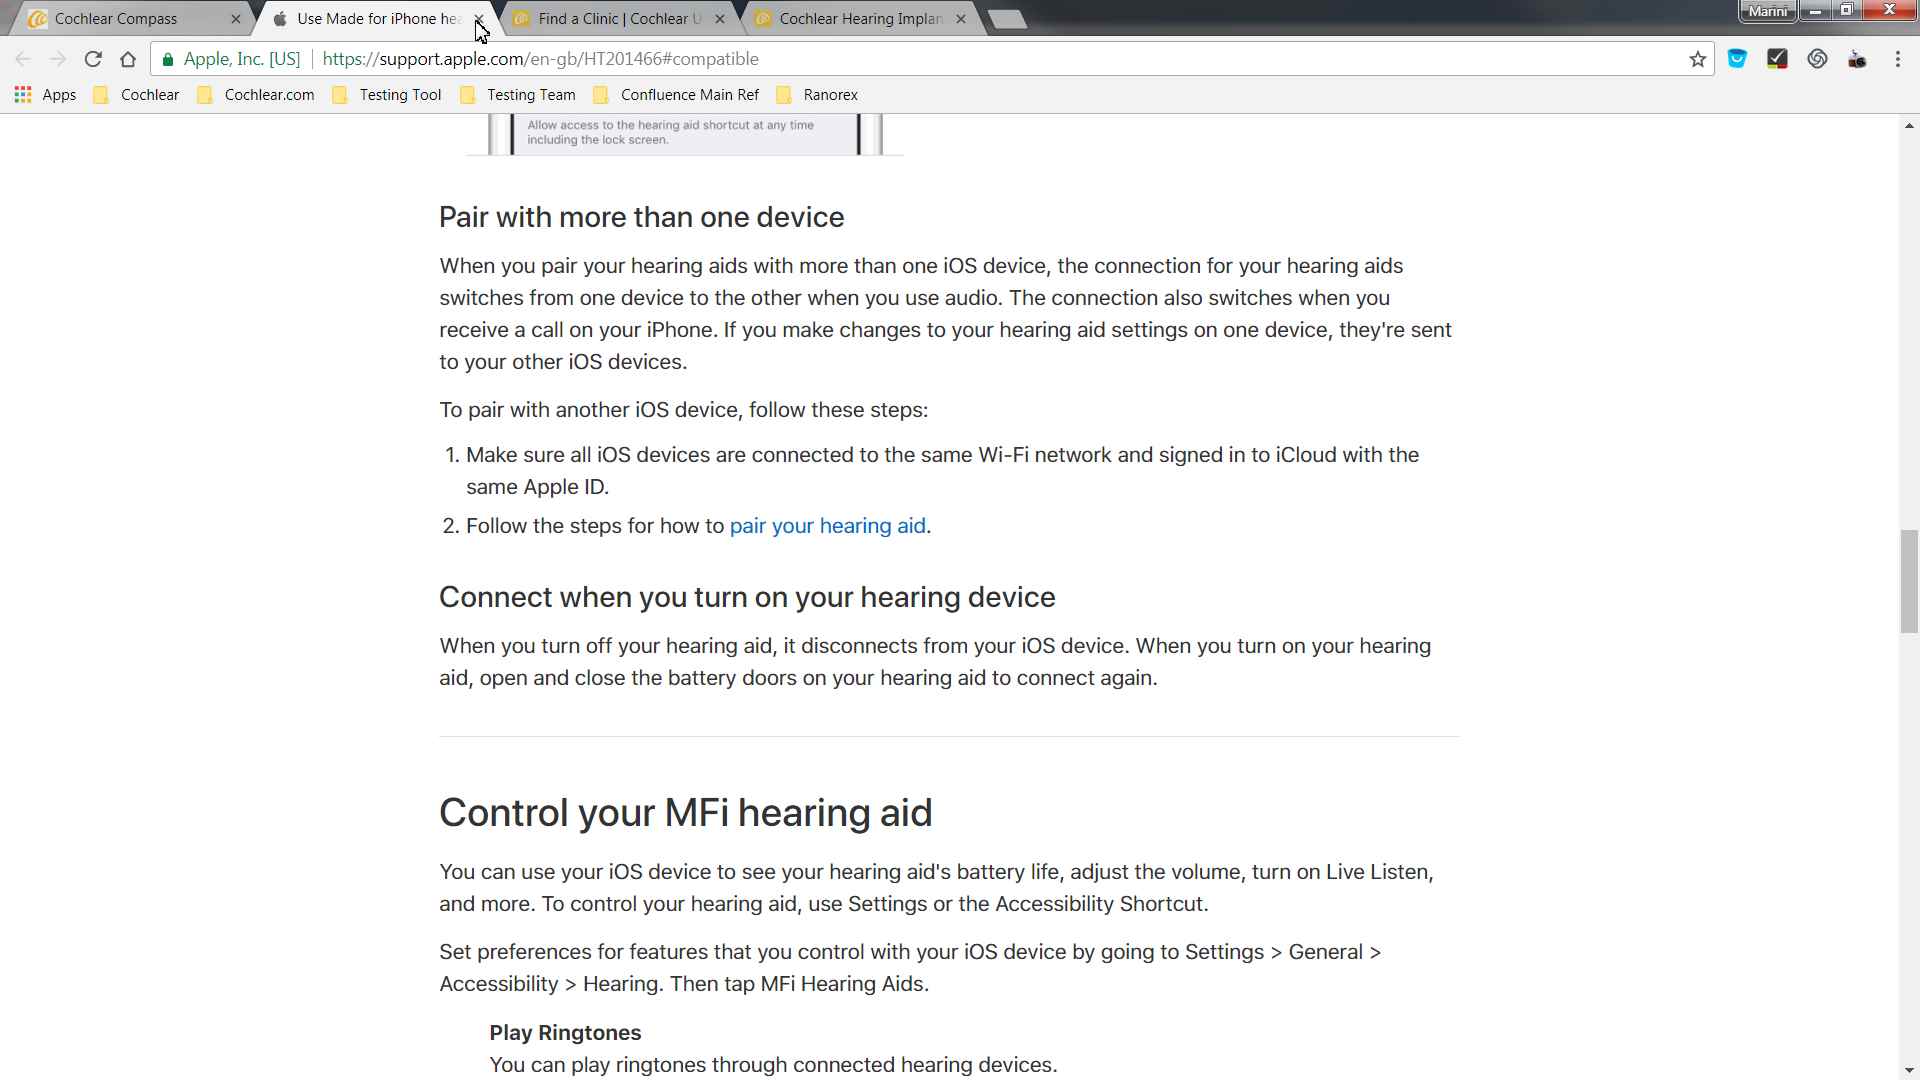 Cochlear Compass
Use Made for iPhone hea
Find a Clinic | Cochlear U
Cochlear Hearing Implan
Marini
Apple, Inc. [US] https://support.apple.com/en-gb/HT201466#compatible
Apps Cochlear Cochlear.com Testing Tool Testing Team Confluence Main Ref Ranorex
Allow access to the hearing aid shortcut at any time
including the lock screen.
Pair with more than one device
When you pair your hearing aids with more than one iOS device, the connection for your hearing aids
switches from one device to the other when you use audio. The connection also switches when you
receive a call on your iPhone. If you make changes to your hearing aid settings on one device, they're sent
to your other iOS devices.
To pair with another iOS device, follow these steps:
1. Make sure all iOS devices are connected to the same Wi-Fi network and signed in to iCloud with the
same Apple ID.
2. Follow the steps for how to pair your hearing aid.
Connect when you turn on your hearing device
When you turn off your hearing aid, it disconnects from your iOS device. When you turn on your hearing
aid, open and close the battery doors on your hearing aid to connect again.
Control your MFi hearing aid
You can use your iOS device to see your hearing aid's battery life, adjust the volume, turn on Live Listen,
and more. To control your hearing aid, use Settings or the Accessibility Shortcut.
Set preferences for features that you control with your iOS device by going to Settings > General >
Accessibility > Hearing. Then tap MFi Hearing Aids.
Play Ringtones
You can play ringtones through connected hearing devices.